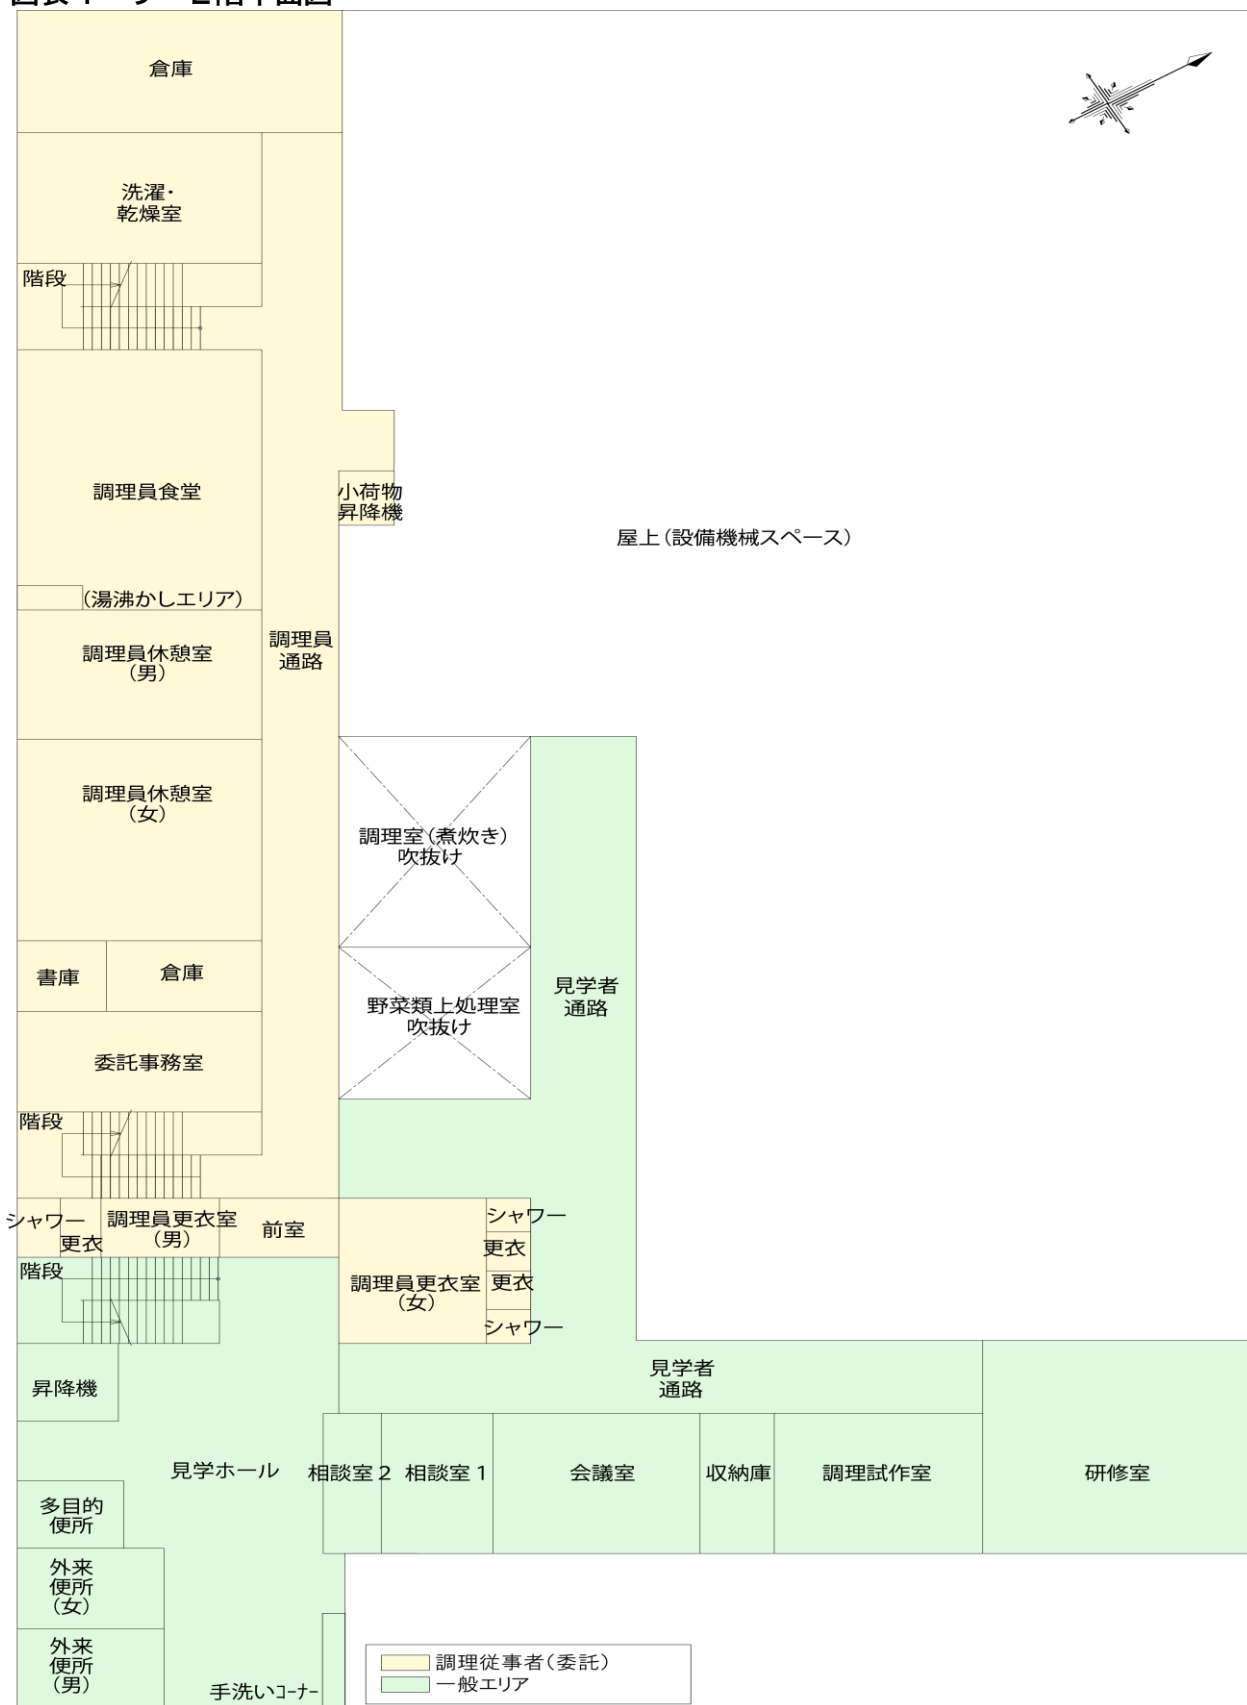 倉庫
洗濯・
乾燥室
階段
調理員食堂
小荷物
昇降機
屋上（設備機械スペース）
（湯沸かしエリア）
調理員
通路
調理員休憩室
（男）
調理員休憩室
（女）
調理室（煮炊き）
吹抜け
書庫
倉庫
見学者
通路
野菜類上処理室
吹抜け
委託事務室
階段
シャワー
更衣
調理員更衣室
（男）
前室
シャワー
更衣
更衣
シャワー
調理員更衣室
（女）
階段
昇降機
見学者
通路
見学ホール
相談室２
相談室１
会議室
収納庫
調理試作室
研修室
多目的
便所
外来
便所
（女）
外来
便所
（男）
手洗いｺｰﾅｰ
調理従事者（委託）
一般エリア